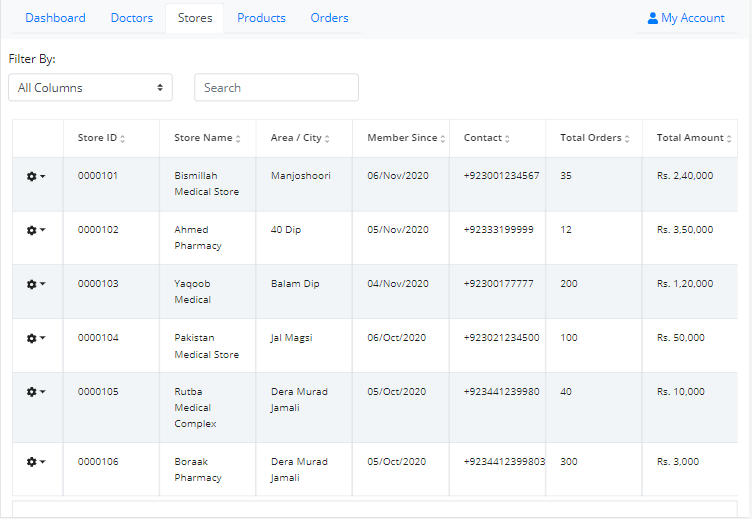 Dashboard Doctors Stores Products Orders My Account
Filter By:
All Columns Search
Store ID Store Name Area / City Member Since Contact Total Orders Total Amount
0000101 Bismillah Manjoshoori 06/Nov/2020 +923001234567 35 Rs. 2,40,000
Medical Store
0000102 Ahmed 40 Dip 05/Nov/2020 +92333199999 12 Rs. 3,50,000
Pharmacy
0000103 Yaqoob Balam Dip 04/Nov/2020 +92300177777 200 Rs. 1,20,000
Medical
0000104 Pakistan Jal Magsi 06/Oct/2020 +923021234500 100 Rs. 50,000
Medical Store
0000105 Rutba Dera Murad 05/Oct/2020 +923441239980 40 Rs. 10,000
Medical Jamali
Complex
0000106 Boraak Dera Murad 05/Oct/2020 +9234412399803 300 Rs. 3,000
Pharmacy Jamali